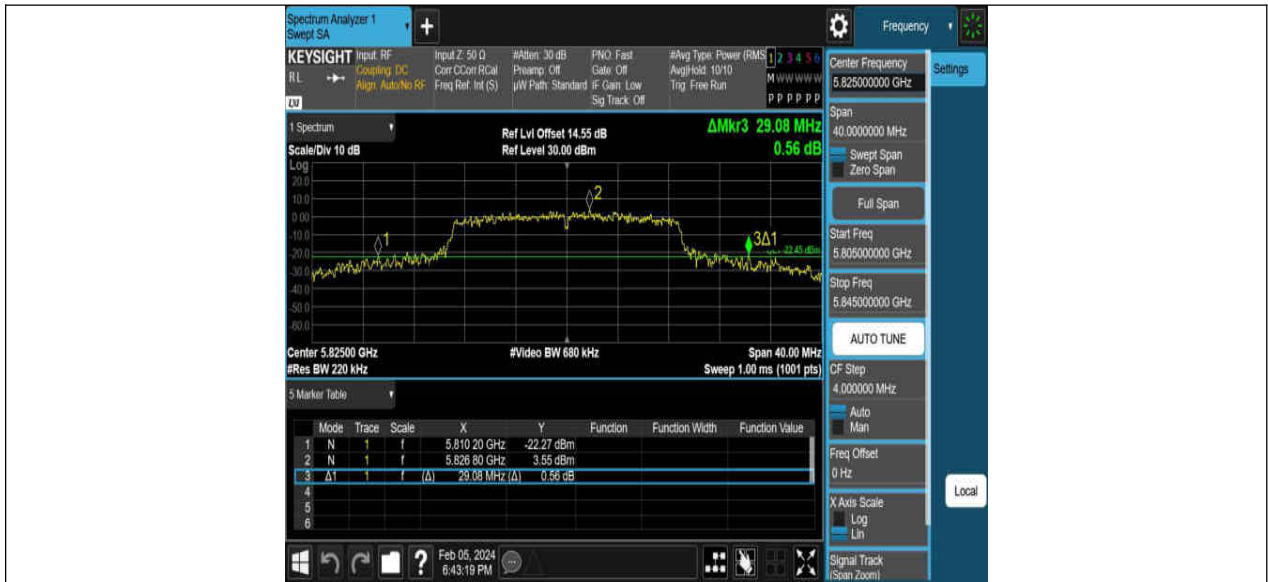 Spectrum Analyzer 1
Swept SA
+
Frequency
KEYSIGHT
RL
LXI
Input: RF
Coupling: DC
Align: Auto/No RF
Input Z: 50 Ω
Corr CCorr RCal
Freq Ref: Int (S)
#Atten: 30 dB
Preamp: Off
µW Path: Standard
PNO: Fast
Gate: Off
IF Gain: Low
Sig Track: Off
#Avg Type: Power (RMS
Avg|Hold: 10/10
Trig: Free Run
1 2 3 4 5 6
M W W W W W
P P P P P P
Center Frequency
5.825000000 GHz
Settings
Span
40.0000000 MHz
Swept Span
Zero Span
Full Span
Start Freq
5.805000000 GHz
Stop Freq
5.845000000 GHz
AUTO TUNE
CF Step
4.000000 MHz
Auto
Man
Freq Offset
0 Hz
X Axis Scale
Log
Lin
Signal Track
(Span Zoom)
Local
1 Spectrum
Scale/Div 10 dB
Ref Lvl Offset 14.55 dB
Ref Level 30.00 dBm
ΔMkr3 29.08 MHz
0.56 dB
Log
20.0
10.0
0.00
-10.0
-20.0
-30.0
-40.0
-50.0
-60.0
1
2
3Δ1
-22.45 dBm
Center 5.82500 GHz
#Video BW 680 kHz
Span 40.00 MHz
#Res BW 220 kHz
Sweep 1.00 ms (1001 pts)
5 Marker Table
Mode Trace Scale X Y Function Function Width Function Value
1 N 1 f 5.810 20 GHz -22.27 dBm
2 N 1 f 5.826 80 GHz 3.55 dBm
3 Δ1 1 f (Δ) 29.08 MHz (Δ) 0.56 dB
4
5
6
?
Feb 05, 2024
6:43:19 PM